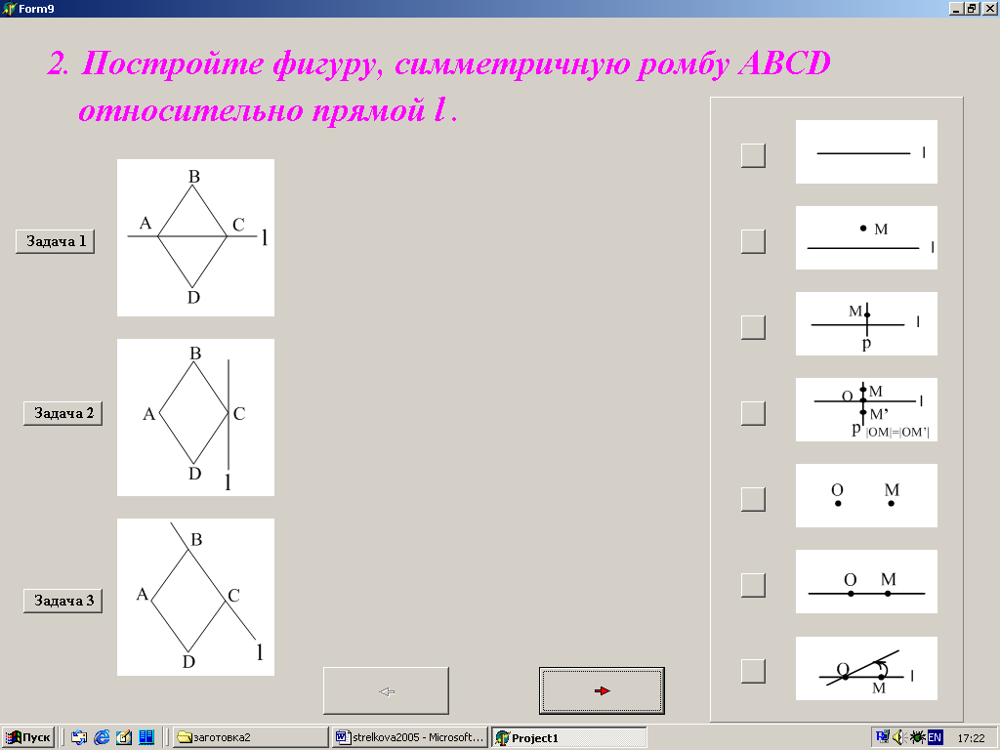 Form9
2. Постройте фигуру, симметричную ромбу ABCD
относительно прямой l .
Задача 1
B
A
C
l
D
Задача 2
B
A
C
D
l
Задача 3
B
A
C
D
l
l
M
l
M
l
p
O
M
l
M’
p
|OM|=|OM’|
O
M
O
M
O
l
M
Пуск
заготовка2
strelkova2005 - Microsoft...
Project1
EN
17:22